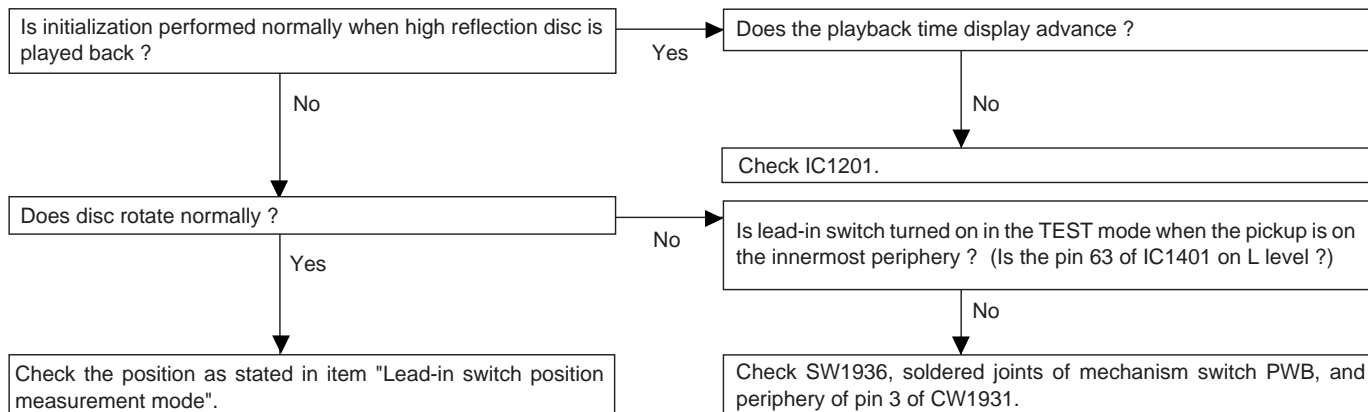 Is initialization performed normally when high reflection disc is
played back ?
Yes
Does the playback time display advance ?
No
No
Check IC1201.
Does disc rotate normally ?
No
Is lead-in switch turned on in the TEST mode when the pickup is on
the innermost periphery ? (Is the pin 63 of IC1401 on L level ?)
Yes
No
Check the position as stated in item "Lead-in switch position
measurement mode".
Check SW1936, soldered joints of mechanism switch PWB, and
periphery of pin 3 of CW1931.